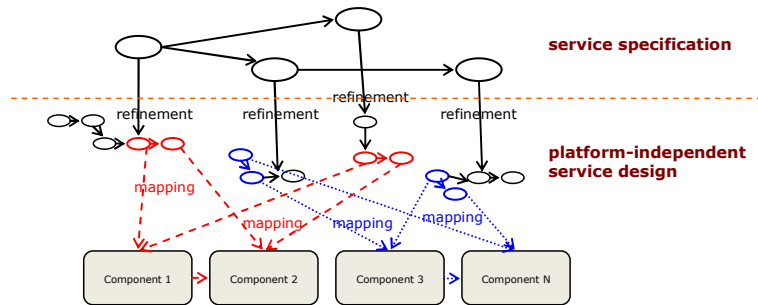 service specification
refinement
refinement
refinement
refinement
platform-independent
service design
mapping
mapping
mapping
mapping
Component 1
Component 2
Component 3
Component N